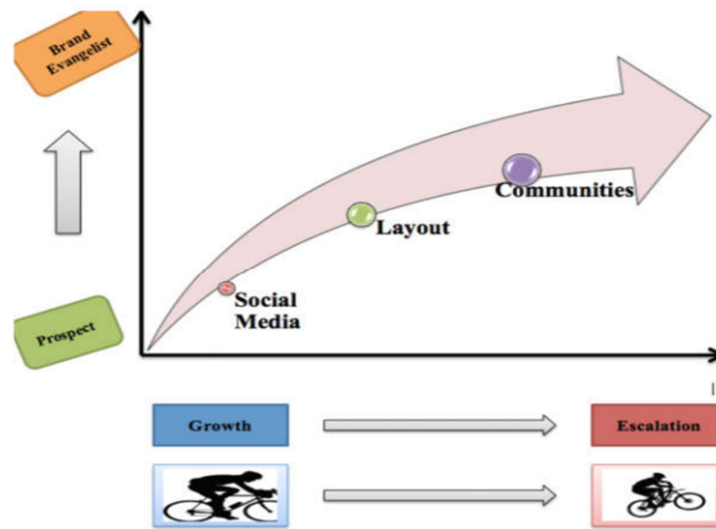 Brand
Evangelist
Communities
Layout
Social
Media
Prospect
Growth
Escalation